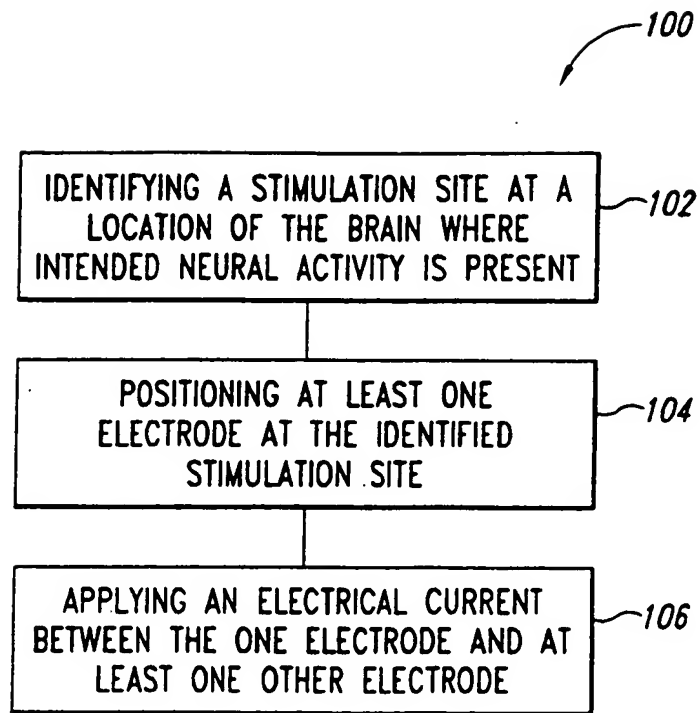 100
IDENTIFYING A STIMULATION SITE AT A
LOCATION OF THE BRAIN WHERE
INTENDED NEURAL ACTIVITY IS PRESENT
102
POSITIONING AT LEAST ONE
ELECTRODE AT THE IDENTIFIED
STIMULATION SITE
104
APPLYING AN ELECTRICAL CURRENT
BETWEEN THE ONE ELECTRODE AND AT
LEAST ONE OTHER ELECTRODE
106